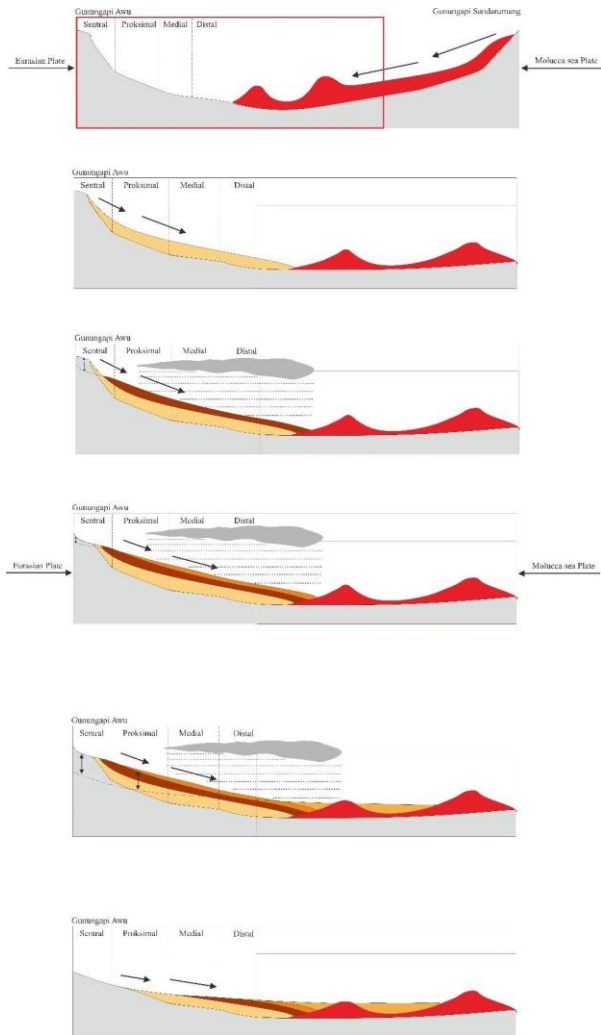 Gunungapi Awu
Gunungapi Sandarumang
Sentral Proksimal Medial Distal
Eurasian Plate
Molucca sea Plate
Gunungapi Awu
Sentral Proksimal Medial Distal
Gunungapi Awu
Sentral Proksimal Medial Distal
Gunungapi Awu
Sentral Proksimal Medial Distal
Eurasian Plate
Molucca sea Plate
Gunungapi Awu
Sentral Proksimal Medial Distal
Gunungapi Awu
Sentral Proksimal Medial Distal